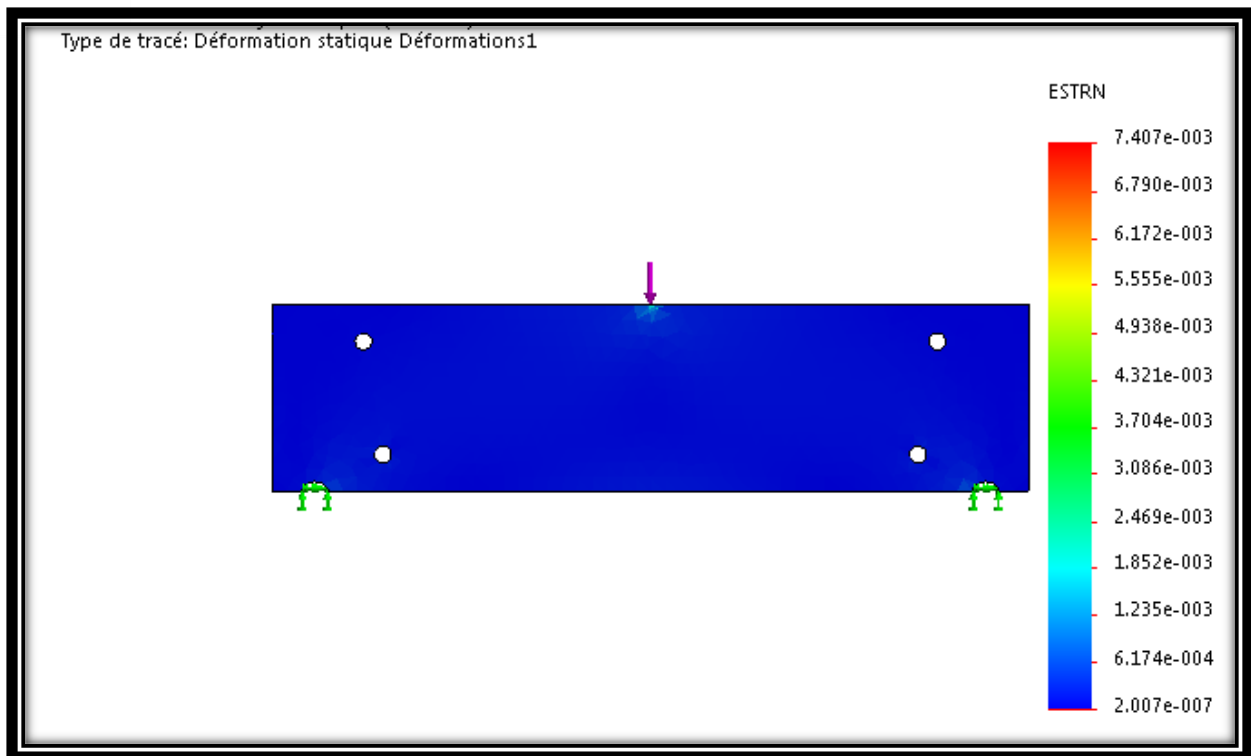 Type de tracé: Déformation statique Déformations1
ESTRN
7.407e-003
6.790e-003
6.172e-003
5.555e-003
4.938e-003
4.321e-003
3.704e-003
3.086e-003
2.469e-003
1.852e-003
1.235e-003
6.174e-004
2.007e-007